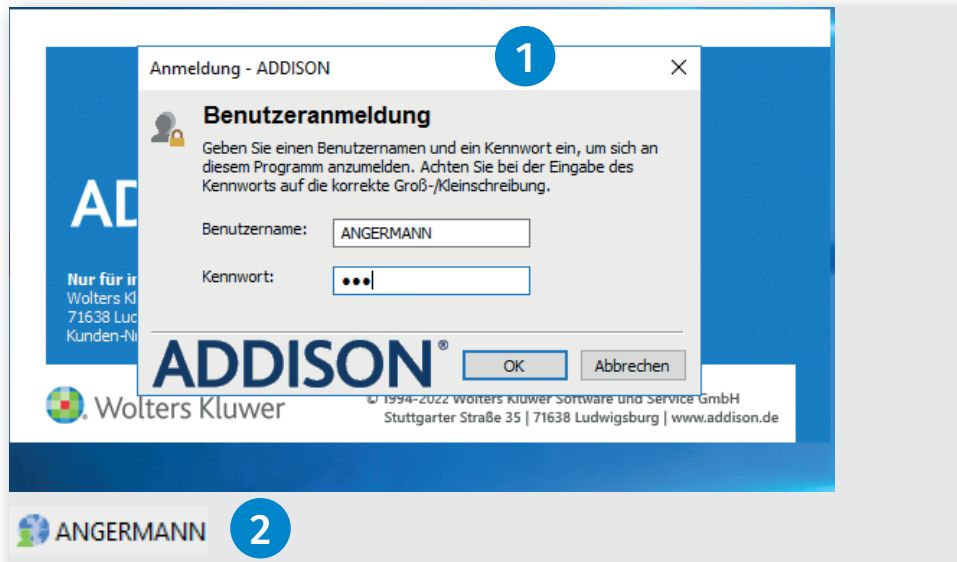 Anmeldung - ADDISON
1
Benutzeranmeldung
Geben Sie einen Benutzernamen und ein Kennwort ein, um sich an
diesem Programm anzumelden. Achten Sie bei der Eingabe des
Kennworts auf die korrekte Groß-/Kleinschreibung.
AD
Benutzername: ANGERMANN
Kennwort: •••
Nur für
Wolters
71638
ADDISON®
OK Abbrechen
Wolters Kluwer
© 1994-2022 Wolters Kluwer Software und Service GmbH
Stuttgarter Straße 35 | 71638 Ludwigsburg | www.addison.de
ANGERMANN
2